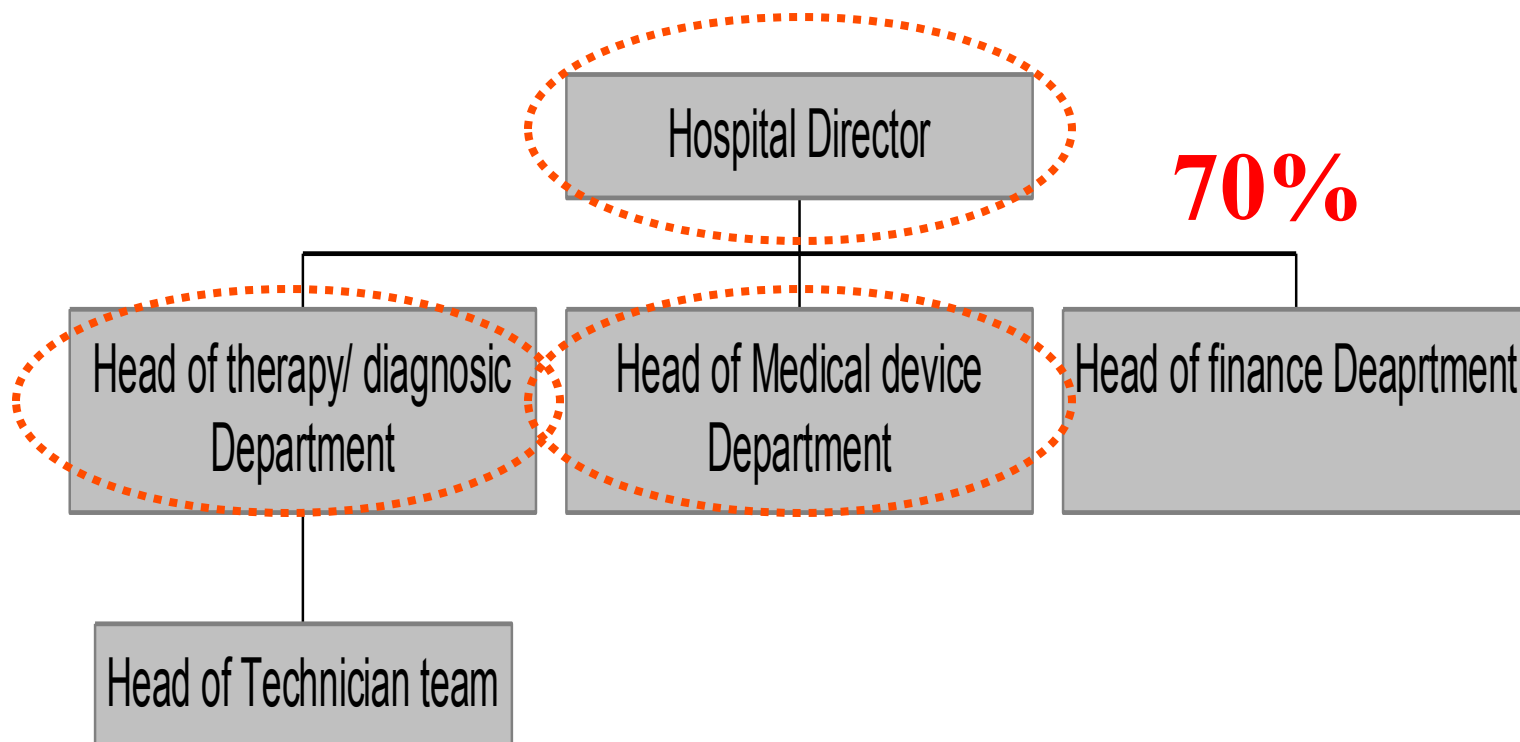 Hospital Director
70%
Head of therapy/ diagnosic
Department
Head of Medical device
Department
Head of finance Deaprtment
Head of Technician team